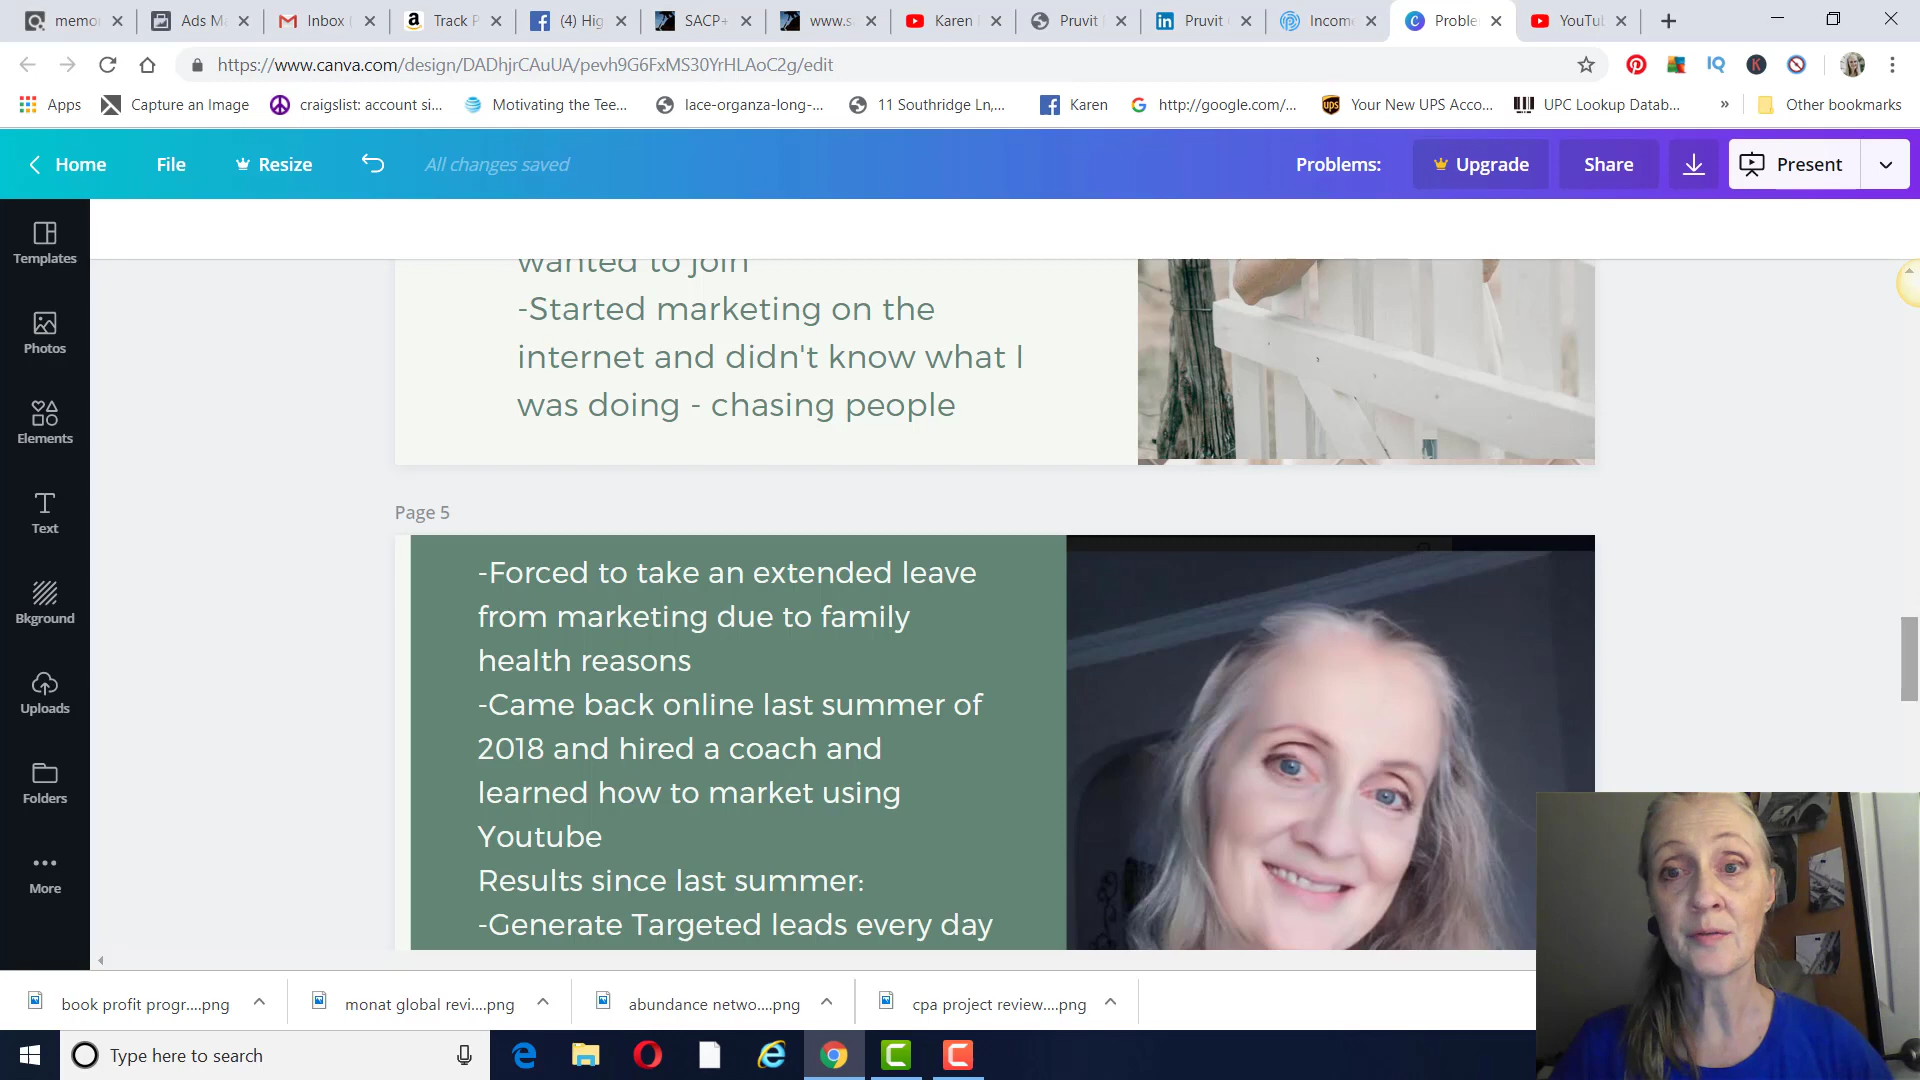 memo
Ads M
Inbox (
Track P
(4) Hig
SACP+
www.s
Karen
Pruvit
Pruvit
Incom
Proble
YouTu
https://www.canva.com/design/DADhjrCAuUA/pevh9G6FxMS30YrHLAoC2g/edit
Apps
Capture an Image
craigslist: account si...
Motivating the Tee...
lace-organza-long-...
11 Southridge Ln,...
Karen
http://google.com/...
Your New UPS Acco...
UPC Lookup Datab...
»
Other bookmarks
Home
File
Resize
All changes saved
Problems:
Upgrade
Share
Present
Templates
Photos
Elements
Text
Bkground
Uploads
Folders
More
wanted to join
-Started marketing on the
internet and didn't know what I
was doing - chasing people
Page 5
-Forced to take an extended leave
from marketing due to family
health reasons
-Came back online last summer of
2018 and hired a coach and
learned how to market using
Youtube
Results since last summer:
-Generate Targeted leads every day
book profit progr....png
monat global revi....png
abundance netwo....png
cpa project review....png
Type here to search